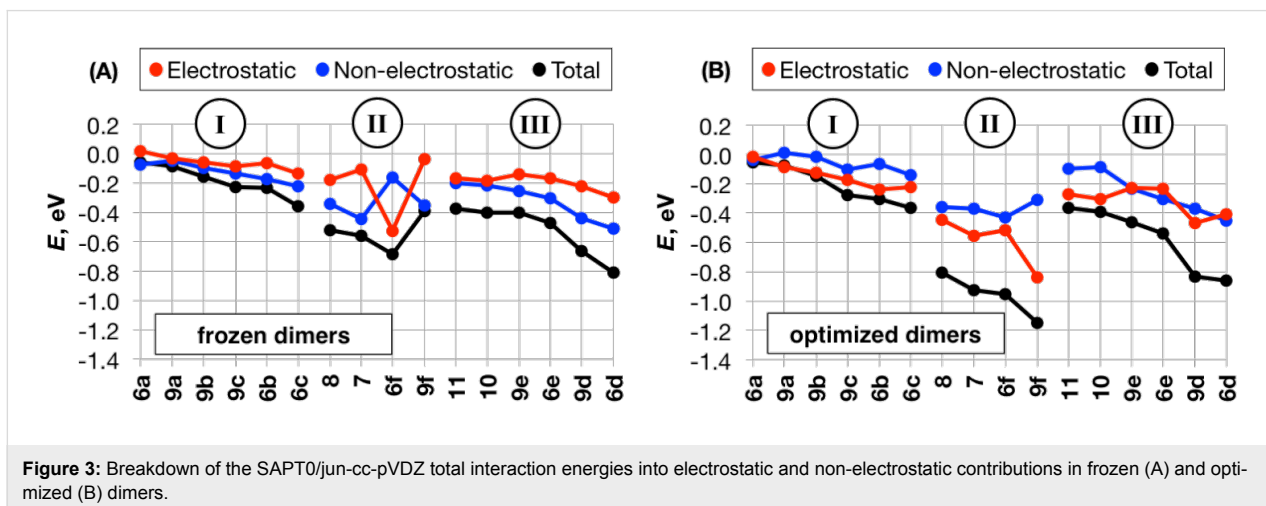 (A)
Electrostatic Non-electrostatic Total
I II III
0.2
0.0
-0.2
-0.4
-0.6
-0.8
-1.0
-1.2
-1.4
E, eV
frozen dimers
6a 9a 9b 9c 6b 6c 8 7 6f 9f 11 10 9e 6e 9d 6d
(B)
Electrostatic Non-electrostatic Total
I II III
0.2
0.0
-0.2
-0.4
-0.6
-0.8
-1.0
-1.2
-1.4
E, eV
optimized dimers
6a 9a 9b 9c 6b 6c 8 7 6f 9f 11 10 9e 6e 9d 6d
Figure 3: Breakdown of the SAPT0/jun-cc-pVDZ total interaction energies into electrostatic and non-electrostatic contributions in frozen (A) and opti-
mized (B) dimers.